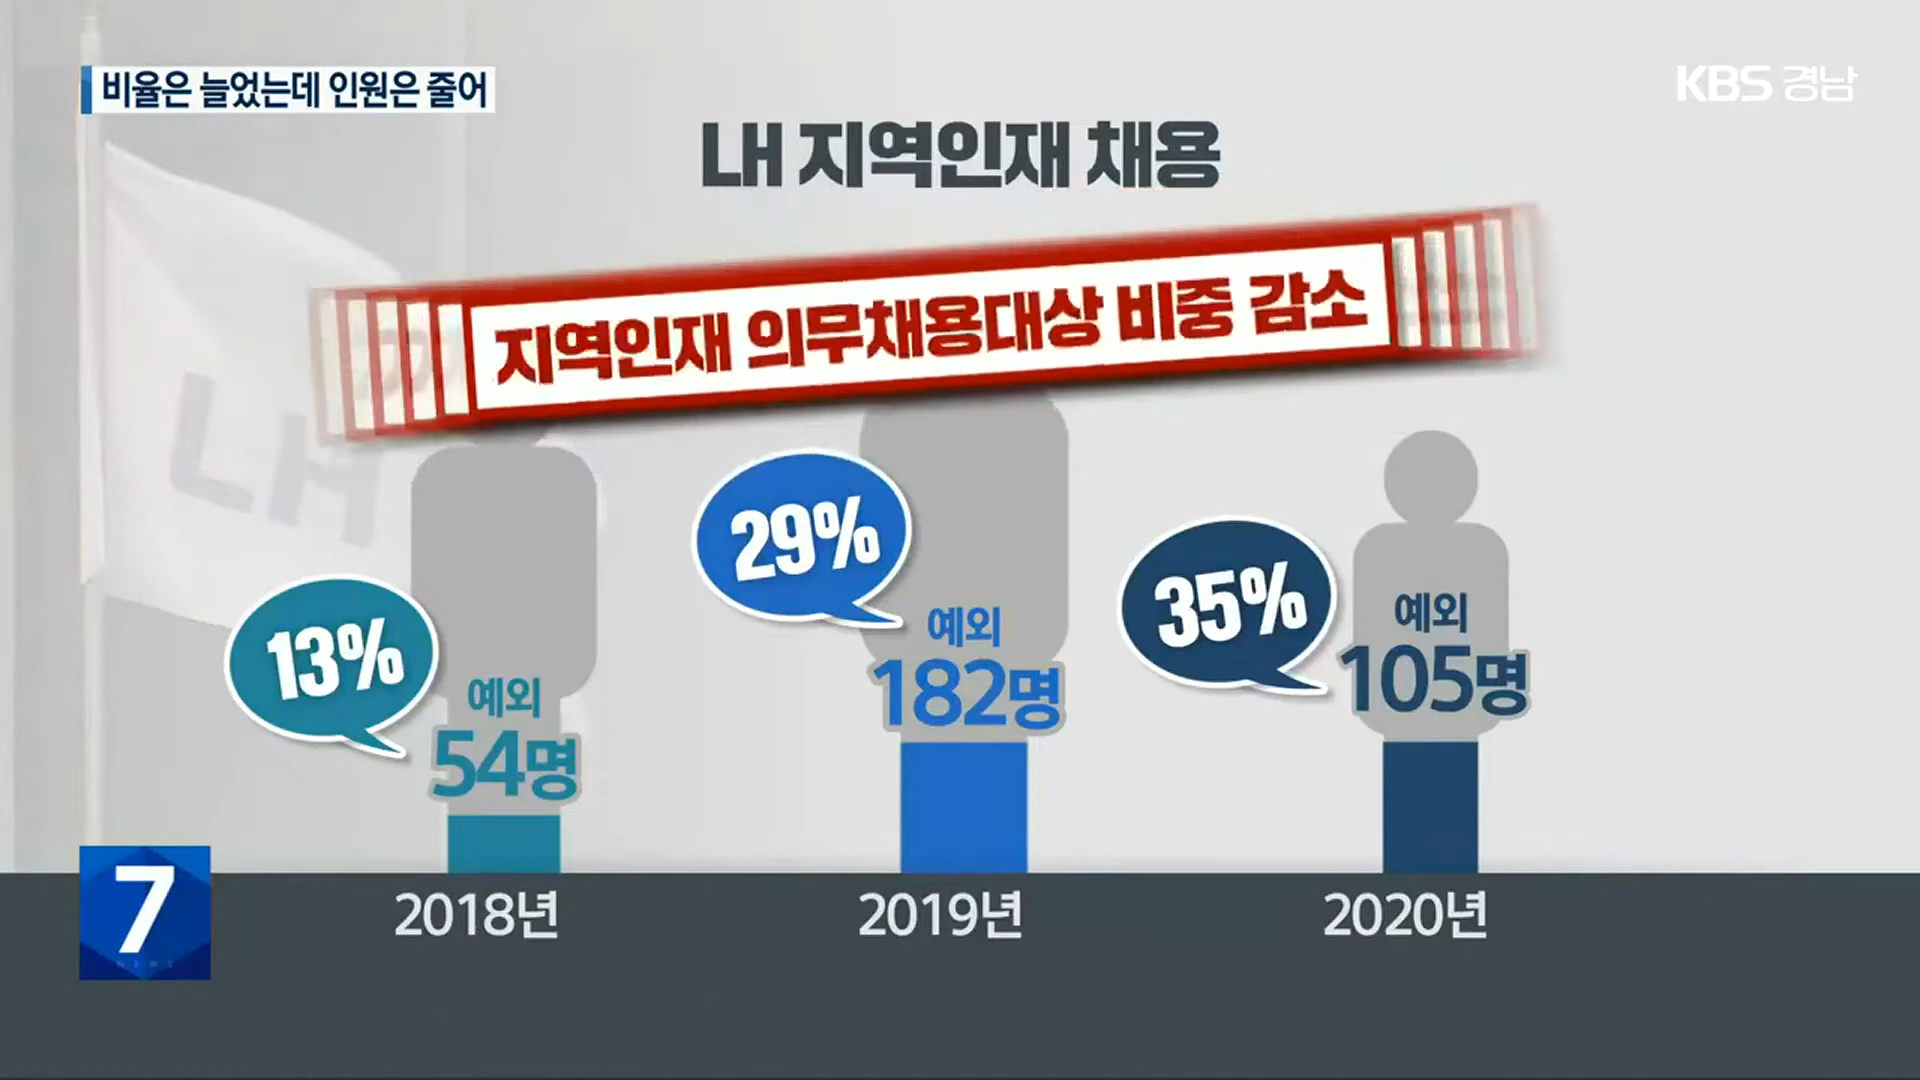 비율은 늘었는데 인원은 줄어
KBS 경남
LH 지역인재 채용
지역인재 의무채용대상 비중 감소
LH
13%
예외
54명
29%
예외
182명
35%
예외
105명
7
NEWS
2018년
2019년
2020년